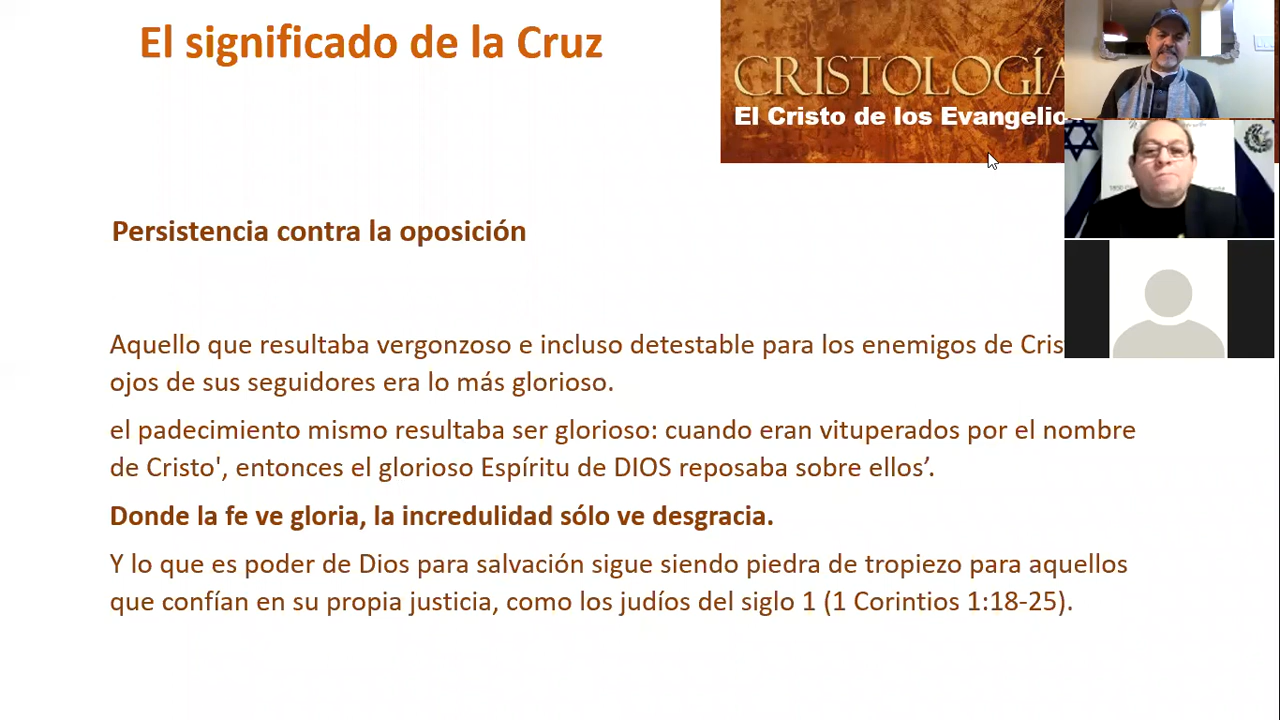 El significado de la Cruz
CRISTOLOGÍA
El Cristo de los Evangelio
Persistencia contra la oposición
Aquello que resultaba vergonzoso e incluso detestable para los enemigos de Cris
ojos de sus seguidores era lo más glorioso.
el padecimiento mismo resultaba ser glorioso: cuando eran vituperados por el nombre
de Cristo', entonces el glorioso Espíritu de DIOS reposaba sobre ellos’.
Donde la fe ve gloria, la incredulidad sólo ve desgracia.
Y lo que es poder de Dios para salvación sigue siendo piedra de tropiezo para aquellos
que confían en su propia justicia, como los judíos del siglo 1 (1 Corintios 1:18-25).